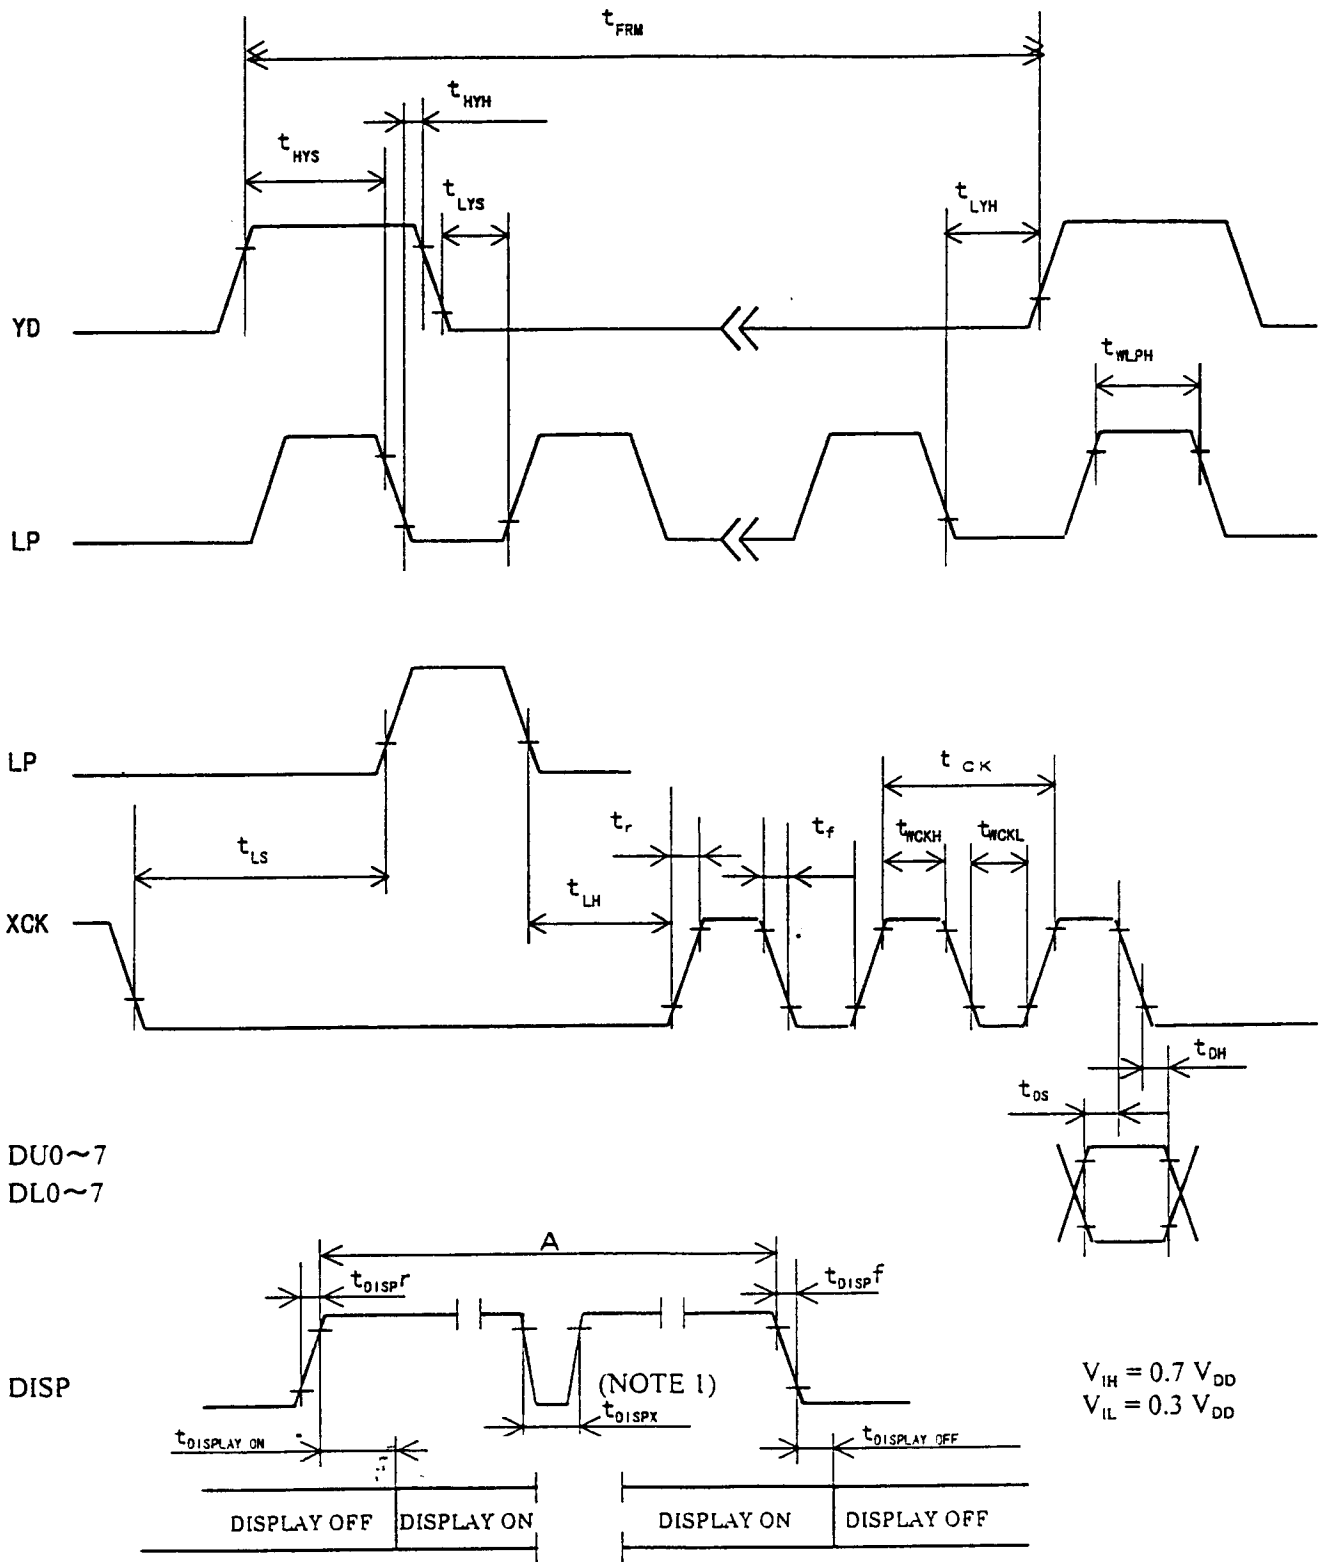 tFRM
tHYH
tHYS
tLYS
tLYH
YD
tWLPH
LP
LP
tCK
tr
tf
tWCKH
tWCKL
tLS
tLH
XCK
tDH
tDS
DU0~7
DL0~7
A
tDISPr
tDISPf
DISP
(NOTE 1)
tDISPX
VIH = 0.7 VDD
VIL = 0.3 VDD
tDISPLAY ON
tDISPLAY OFF
DISPLAY OFF
DISPLAY ON
DISPLAY ON
DISPLAY OFF